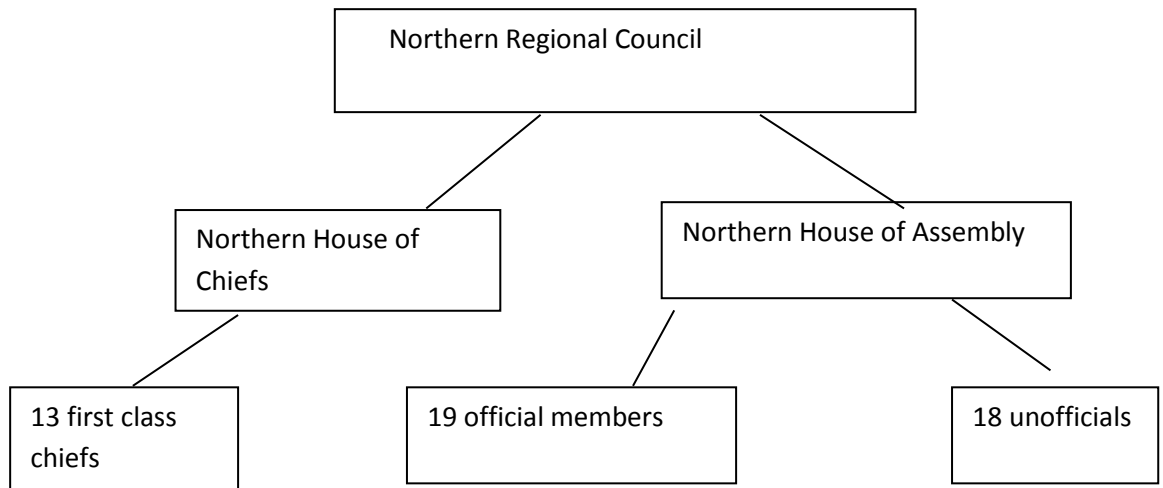 Northern Regional Council
Northern House of
Chiefs
Northern House of Assembly
13 first class
chiefs
19 official members
18 unofficials